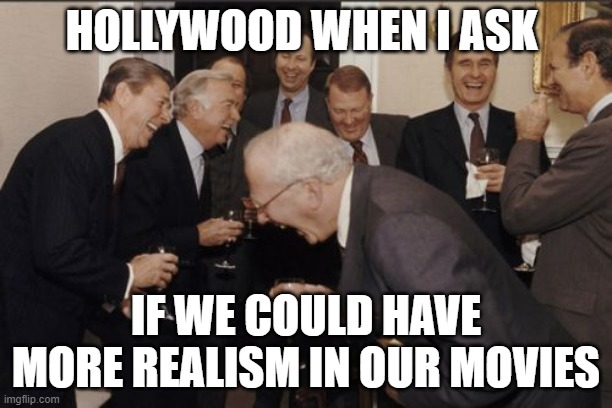 HOLLYWOOD WHEN I ASK
IF WE COULD HAVE
MORE REALISM IN OUR MOVIES
imgflip.com